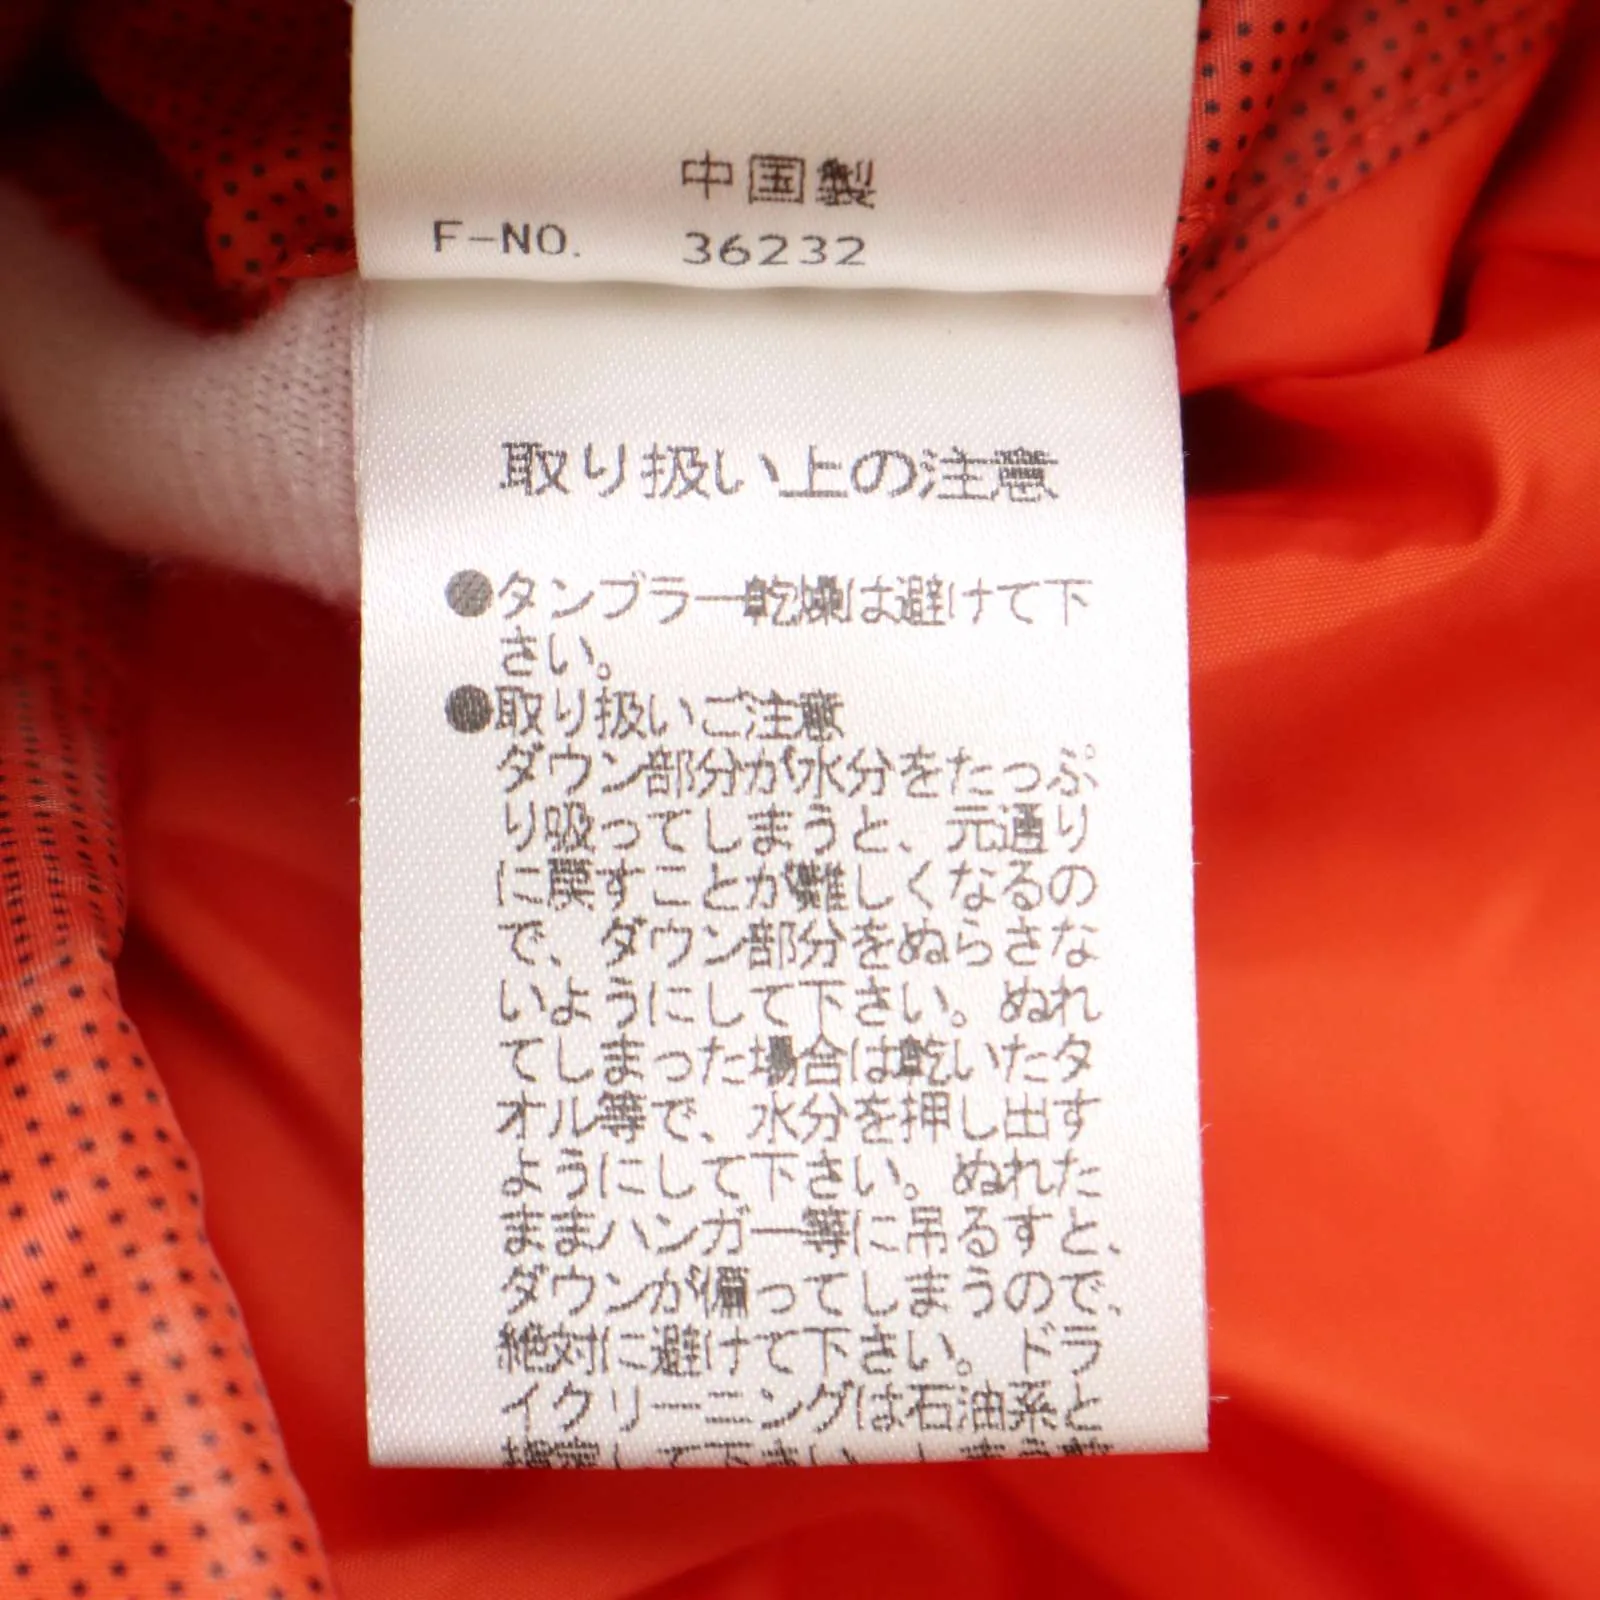 中国製
F-NO. 36232
取り扱い上の注意
●タンブラー乾燥は避けて下
さい。
●取り扱いご注意
ダウン部分が水分をたっぷ
り吸ってしまうと、元通り
に戻すことが難しくなるの
で、ダウン部分をぬらさな
いようにして下さい。ぬれ
てしまった場合は乾いたタ
オル等で、水分を押し出す
ようにして下さい。ぬれた
ままハンガー等に吊るすと、
ダウンが偏ってしまうので、
絶対に避けて下さい。ドラ
イクリーニングは石油系と